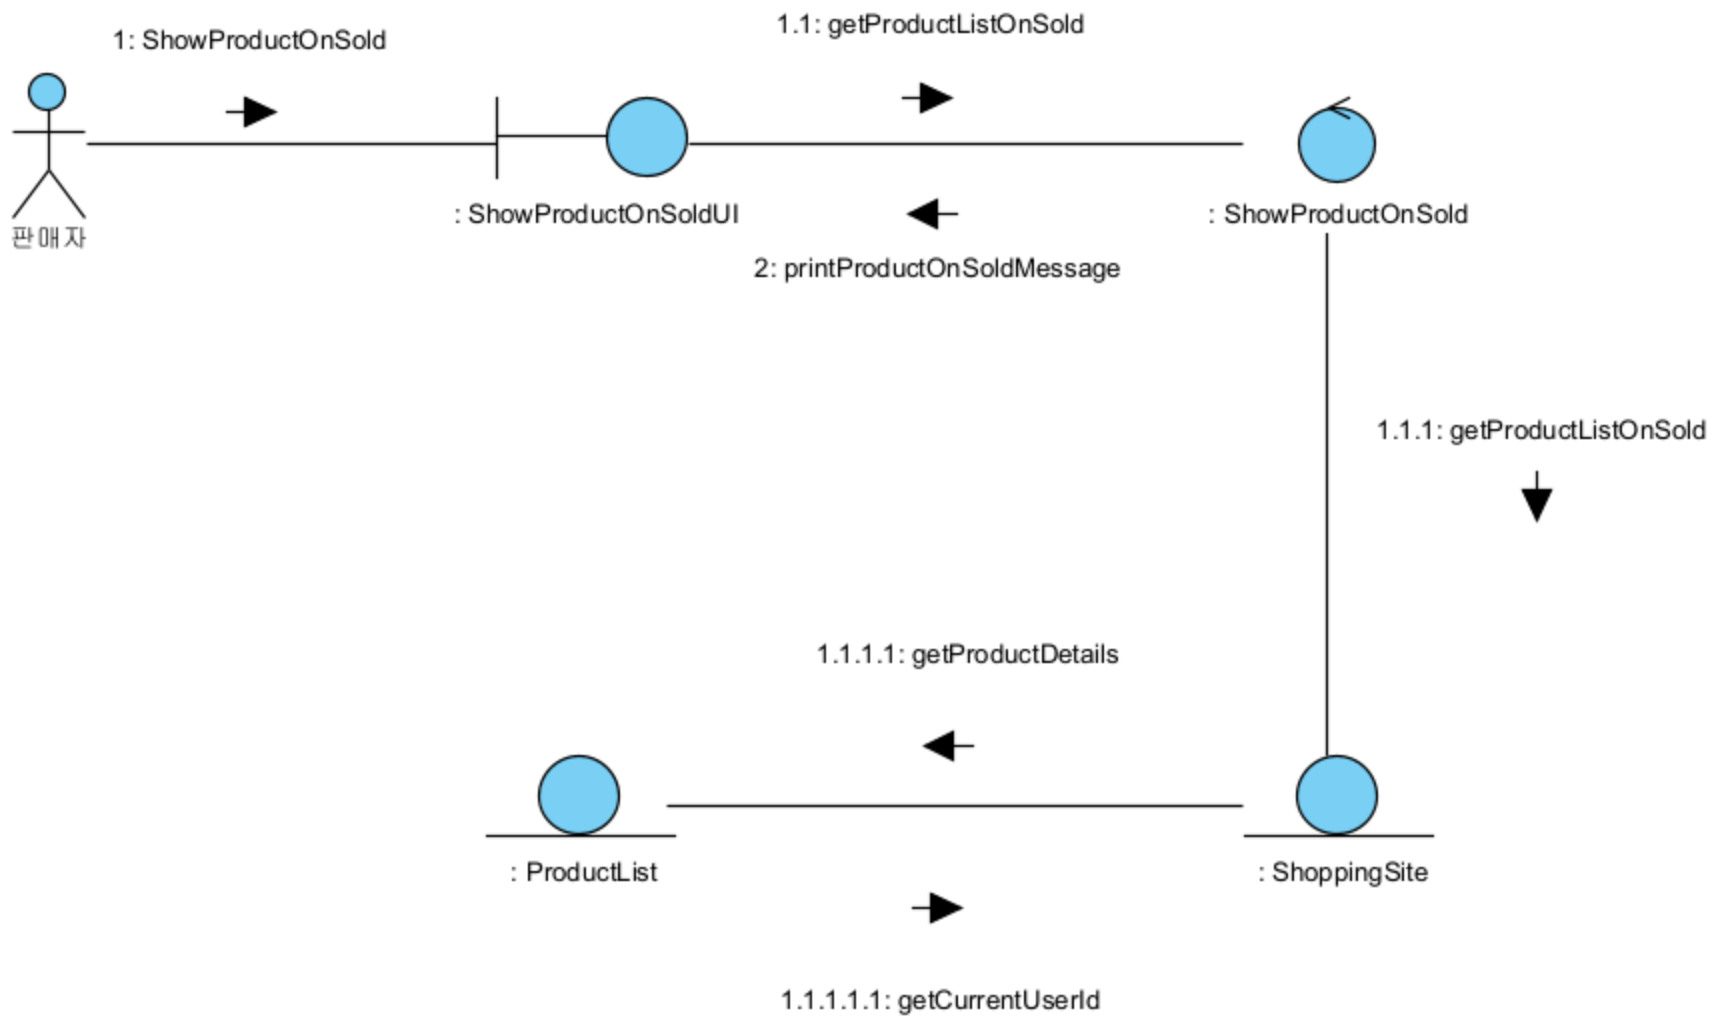 1: ShowProductOnSold
1.1: getProductListOnSold
판매자
: ShowProductOnSoldUI
: ShowProductOnSold
2: printProductOnSoldMessage
1.1.1: getProductListOnSold
1.1.1.1: getProductDetails
: ProductList
: ShoppingSite
1.1.1.1.1: getCurrentUserId